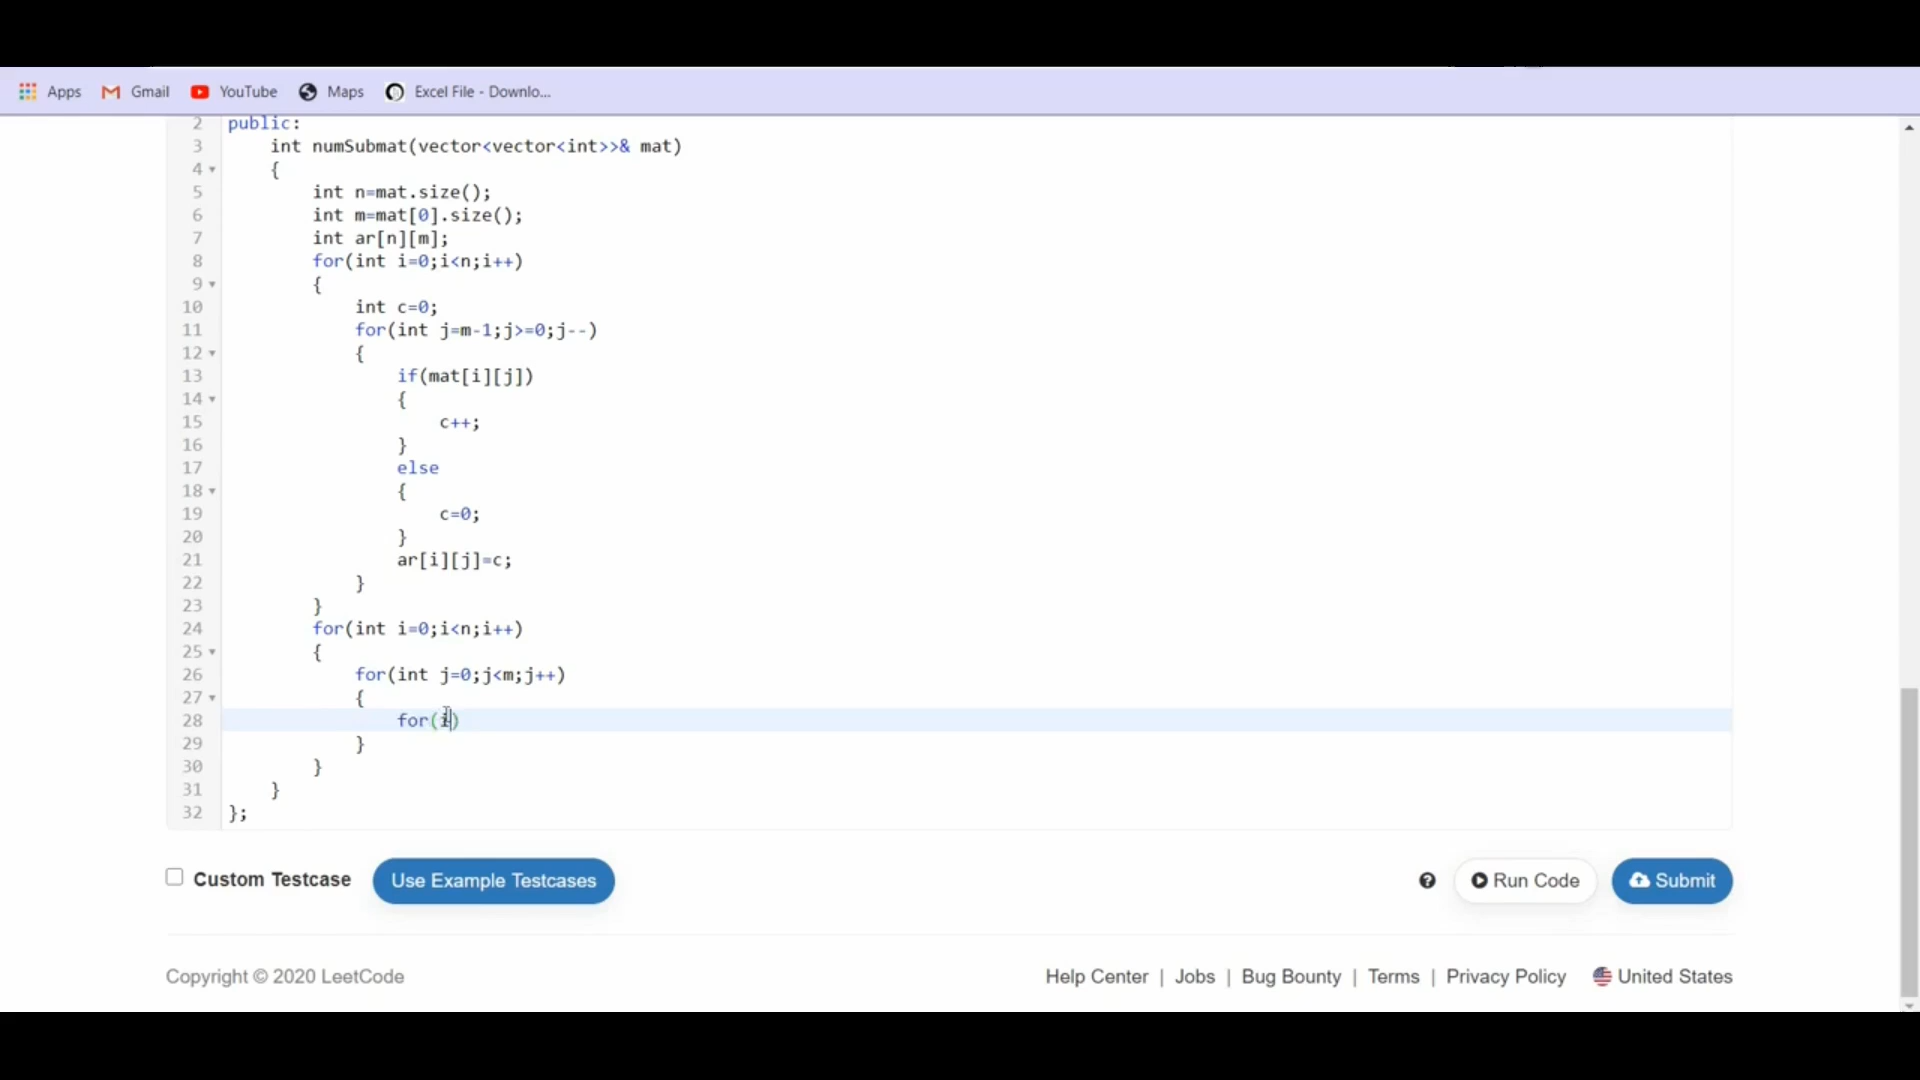 Apps Gmail YouTube Maps Excel File - Downlo...
2 public:
3 int numSubmat(vector<vector<int>>& mat)
4 {
5 int n=mat.size();
6 int m=mat[0].size();
7 int ar[n][m];
8 for(int i=0;i<n;i++)
9 {
10 int c=0;
11 for(int j=m-1;j>=0;j--)
12 {
13 if(mat[i][j])
14 {
15 c++;
16 }
17 else
18 {
19 c=0;
20 }
21 ar[i][j]=c;
22 }
23 }
24 for(int i=0;i<n;i++)
25 {
26 for(int j=0;j<m;j++)
27 {
28 for(i)
29 }
30 }
31 }
32 };
Custom Testcase Use Example Testcases ? Run Code Submit
Copyright © 2020 LeetCode Help Center | Jobs | Bug Bounty | Terms | Privacy Policy United States